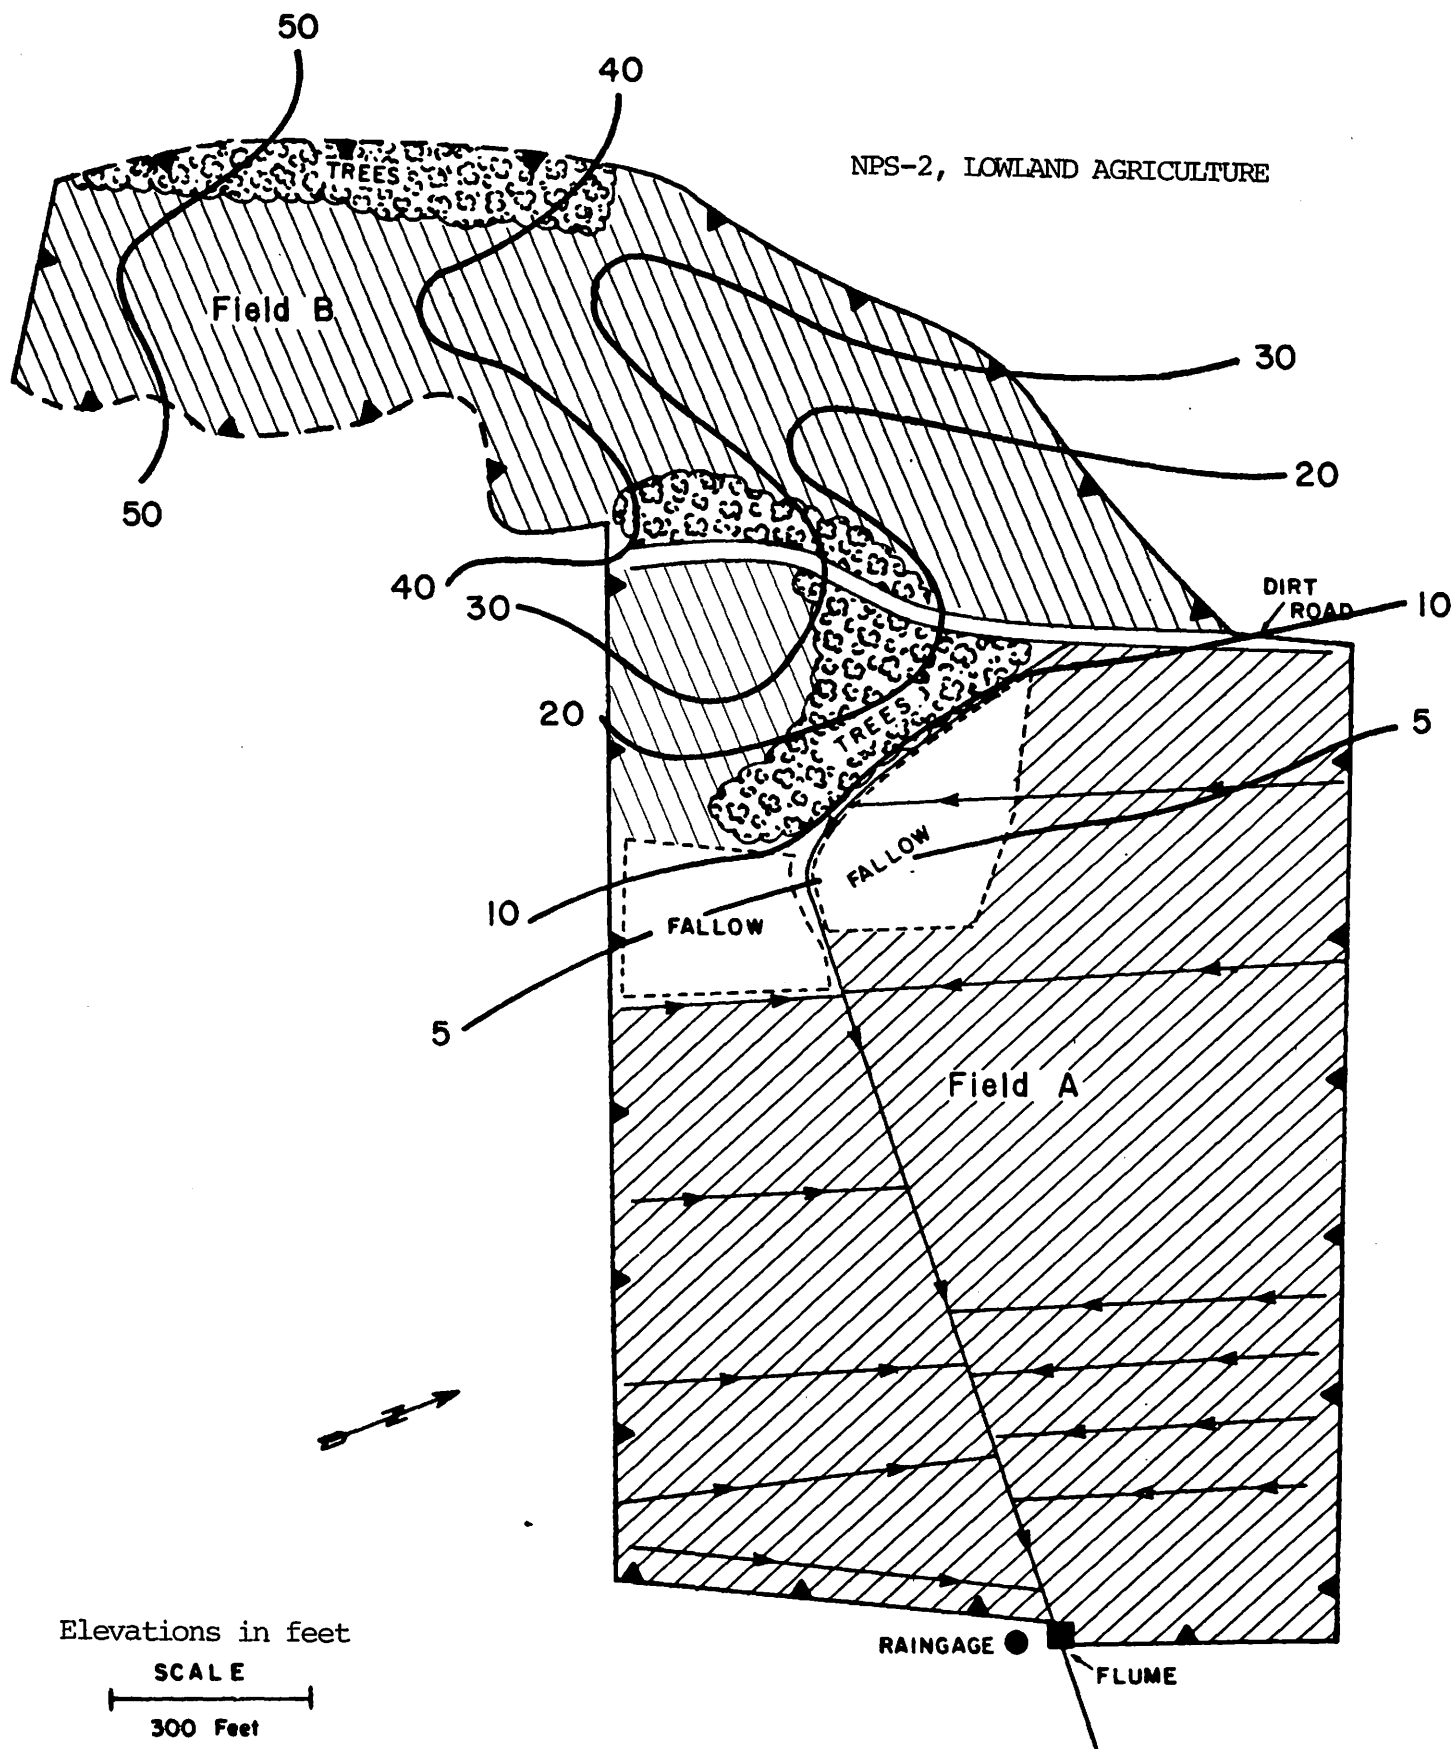 50
50
40
NPS-2, LOWLAND AGRICULTURE
TREES
Field B
30
20
50
40
30
DIRT
ROAD
10
20
TREES
5
FALLOW
10
FALLOW
5
Field A
N
Elevations in feet
SCALE
300 Feet
RAINGAGE
FLUME